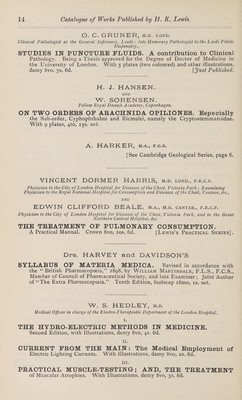 14 Catalogue of Works Published by H. K. Lewis
O. C. GRUNER, M.D. LOND.
Clinical Pathologist at the General Infirmary, Leeds; late Honorary Pathologist to the Leeds Public
Dispensary.
STUDIES IN PUNCTURE FLUIDS. A contribution to Clinical
Pathology. Being a Thesis approved for the Degree of Doctor of Medicine in
the University of London. With 5 plates (two coloured) and other illustrations,
demy 8vo. 7s. 6d. [Just Published.
H. J. HANSEN.
AND
W. SORENSEN.
Fellow Royal Danish Academy, Copenhagen.
ON TWO ORDERS OF ARACHNIDA OPILIONES. Especially
the Sub-order, Cyphophthalmi and Ricinulei, namely the Cryptostemmatoidae.
With 9 plates, 4to, 15s. net.
A. HARKER, M.A., F.G.S.
[See Cambridge Geological Series, page 6.
VINCENT DORMER HARRIS, M.D. LOND., F.R.C.P.
Physician to the City of London Hospital for Diseases of the Chest, Victoria Park; Examining
Physician to the Royal National Hospital for Consumption and Diseases of the Chest, Ventnor, &c.,
AND
EDWIN CLIFFORD BEALE, M.A., M.B. CANTAB., F.R.C.P.
Physician to the City of London Hospital for Diseases of the Chest, Victoria Park, and to the Great
Northern Central Hospital, &c.
THE TREATMENT OF PULMONARY CONSUMPTION.
A Practical Manual. Crown 8vo, 10s. 6d. [LEWIS'S PRACTICAL SERIES].
Drs. HARVEY and DAVIDSON'S
SYLLABUS OF MATERIA MEDICA. Revised in accordance with
the "British Pharmacopœia," 1898, by WILLIAM MARTINDALE, F.L.S., F.C.S.,
Member of Council of Pharmaceutical Society, and late Examiner; Joint Author
of "The Extra Pharmacopœia." Tenth Edition, foolscap 16mo, 1s. net.
W. S. HEDLEY, M.D.
Medical Officer in charge of the Electro-Therapeutic Department of the London Hospital.
I.
THE HYDRO-ELECTRIC METHODS IN MEDICINE.
Second Edition, with Illustrations, demy 8vo, 4s. 6d.
II.
CURRENT FROM THE MAIN: The Medical Employment of
Electric Lighting Currents. With Illustrations, demy 8vo, 2s. 6d.
III.
PRACTICAL MUSCLE-TESTING; AND, THE TREATMENT
of Muscular Atrophies. With Illustrations, demy 8vo, 3s. 6d.